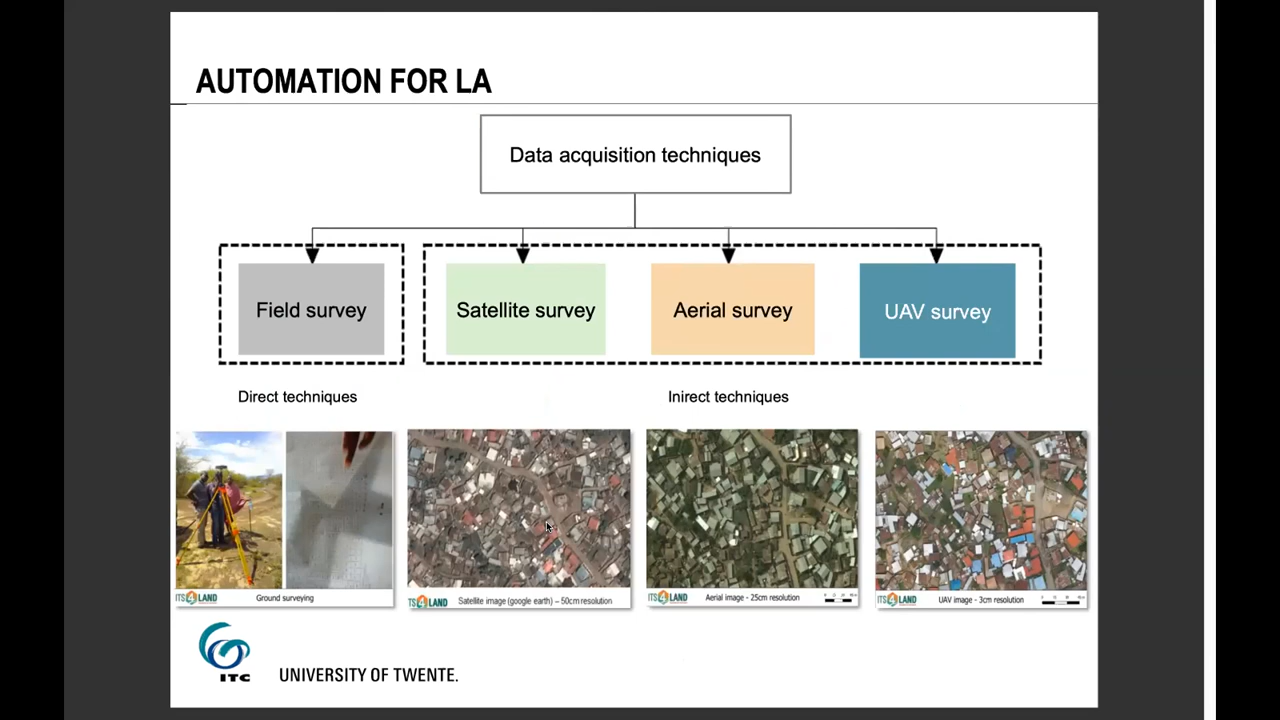 AUTOMATION FOR LA
Data acquisition techniques
Field survey
Satellite survey
Aerial survey
UAV survey
Direct techniques
Inirect techniques
ITS4LAND
Ground surveying
TS4LAND
Satellite image (google earth) – 50cm resolution
ITS4LAND
Aerial image - 25cm resolution
ITS4LAND
UAV image - 3cm resolution
ITC
UNIVERSITY OF TWENTE.